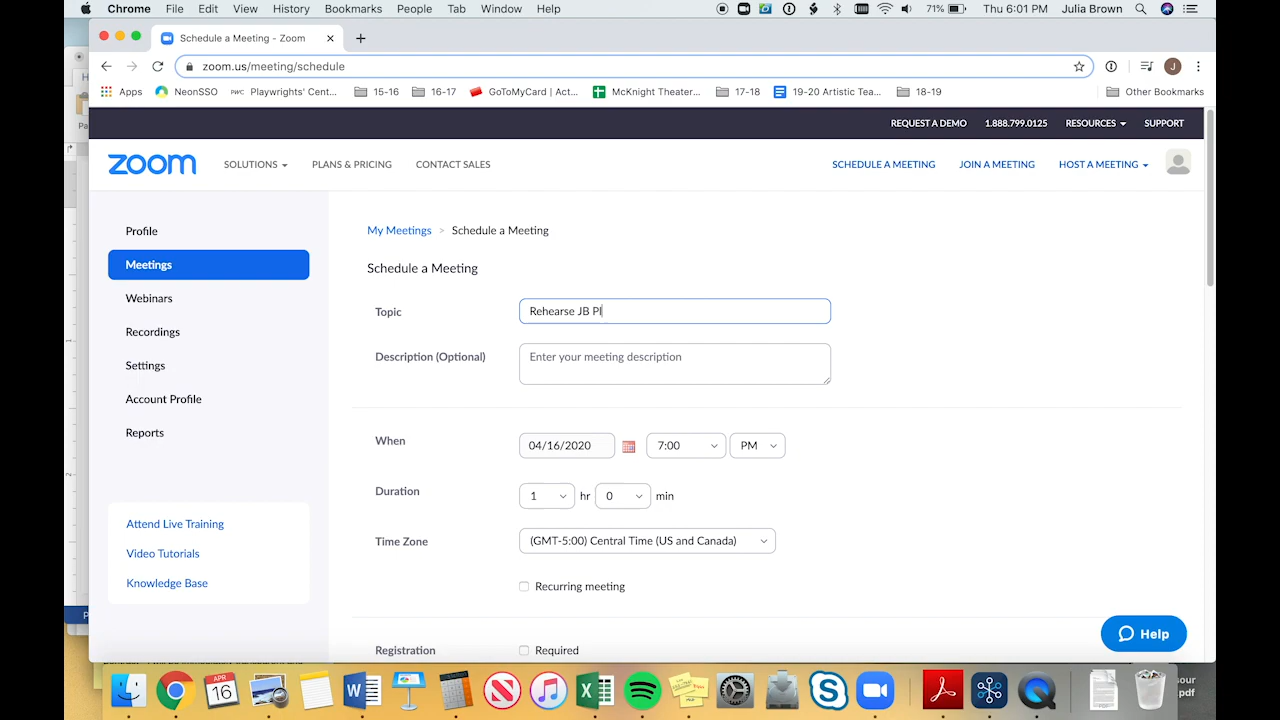 Chrome File Edit View History Bookmarks People Tab Window Help 71% Thu 6:01 PM Julia Brown
Schedule a Meeting - Zoom
zoom.us/meeting/schedule J
Apps NeonSSO PWC Playwrights' Cent... 15-16 16-17 GoToMyCard | Act... McKnight Theater... 17-18 19-20 Artistic Tea... 18-19 Other Bookmarks
REQUEST A DEMO 1.888.799.0125 RESOURCES SUPPORT
zoom SOLUTIONS PLANS & PRICING CONTACT SALES SCHEDULE A MEETING JOIN A MEETING HOST A MEETING
Profile
Meetings
Webinars
Recordings
Settings
Account Profile
Reports
Attend Live Training
Video Tutorials
Knowledge Base
My Meetings > Schedule a Meeting
Schedule a Meeting
Topic Rehearse JB Pl
Description (Optional) Enter your meeting description
When 04/16/2020 7:00 PM
Duration 1 hr 0 min
Time Zone (GMT-5:00) Central Time (US and Canada)
Recurring meeting
Registration Required
Help
APR
16
our
pdf